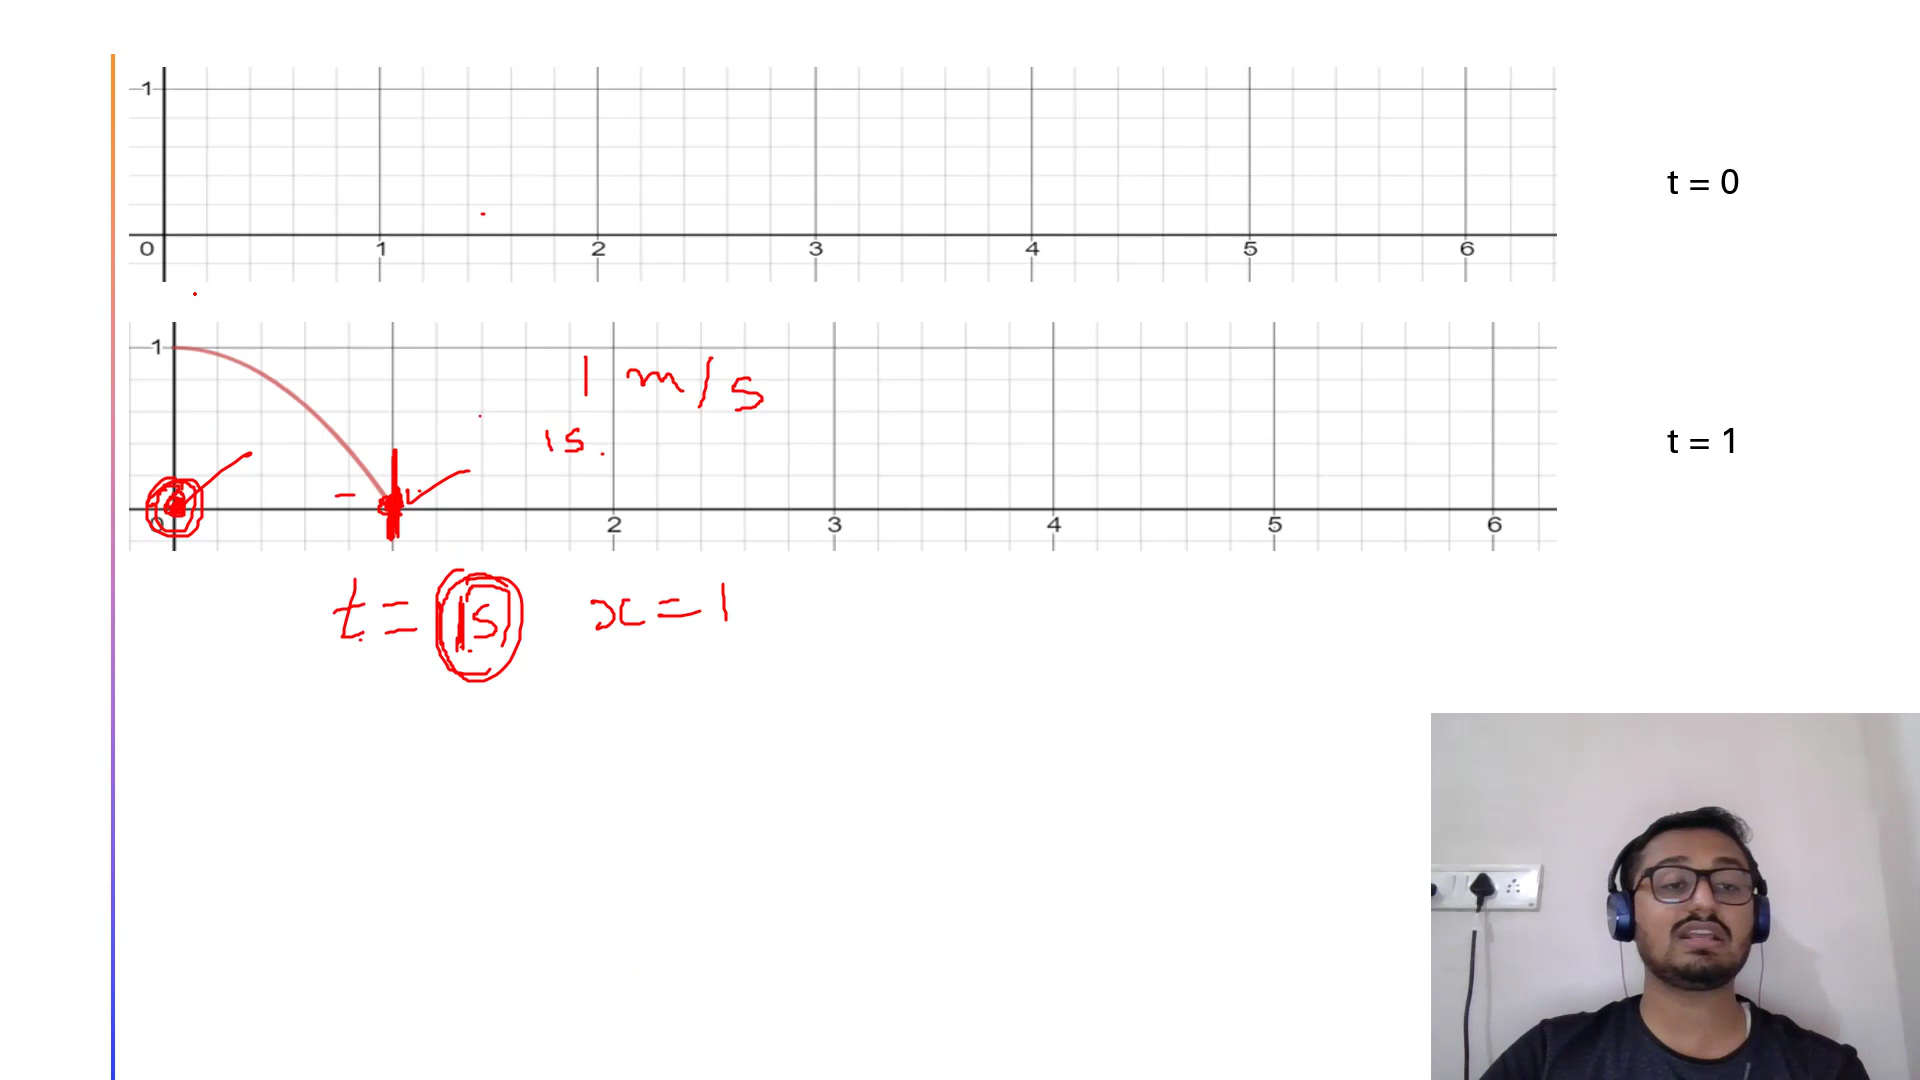 1
0 1 2 3 4 5 6
t = 0
1
1 m/s
1s.
t = 1
0 2 3 4 5 6
t = 1s x = 1